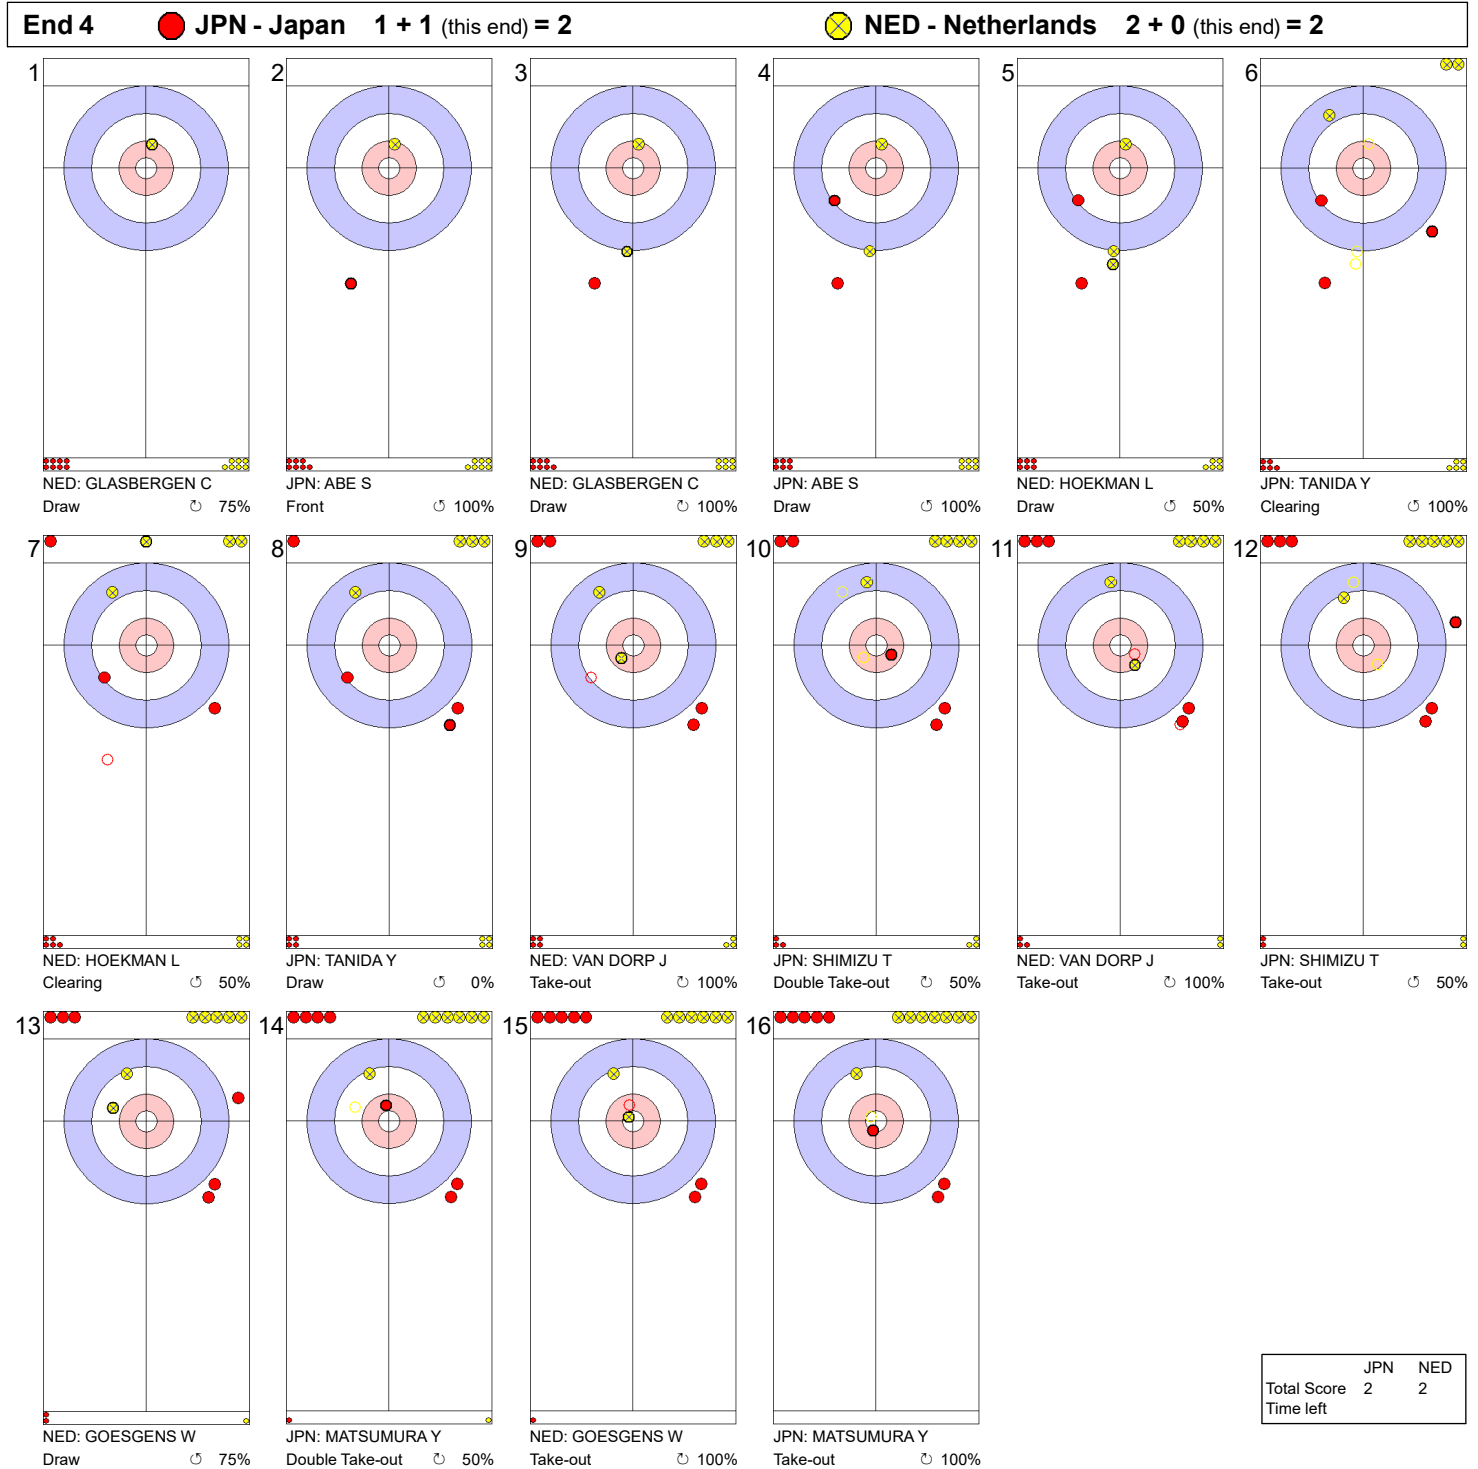 End 4 JPN - Japan 1 + 1 (this end) = 2 NED - Netherlands 2 + 0 (this end) = 2
1 2 3 4 5 6
NED: GLASBERGEN C JPN: ABE S NED: GLASBERGEN C JPN: ABE S NED: HOEKMAN L JPN: TANIDA Y
Draw ↻ 75% Front ↺ 100% Draw ↻ 100% Draw ↺ 100% Draw ↺ 50% Clearing ↺ 100%
7 8 9 10 11 12
NED: HOEKMAN L JPN: TANIDA Y NED: VAN DORP J JPN: SHIMIZU T NED: VAN DORP J JPN: SHIMIZU T
Clearing ↺ 50% Draw ↺ 0% Take-out ↻ 100% Double Take-out ↻ 50% Take-out ↻ 100% Take-out ↺ 50%
13 14 15 16
JPN NED
Total Score 2 2
Time left
NED: GOESGENS W JPN: MATSUMURA Y NED: GOESGENS W JPN: MATSUMURA Y
Draw ↺ 75% Double Take-out ↺ 50% Take-out ↻ 100% Take-out ↻ 100%